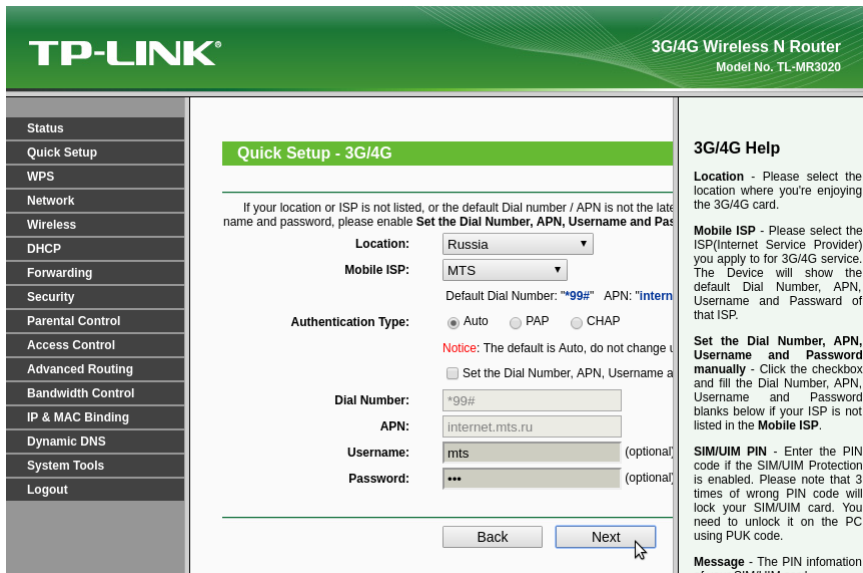 TP-LINK®
3G/4G Wireless N Router
Model No. TL-MR3020
Status
Quick Setup
WPS
Network
Wireless
DHCP
Forwarding
Security
Parental Control
Access Control
Advanced Routing
Bandwidth Control
IP & MAC Binding
Dynamic DNS
System Tools
Logout
Quick Setup - 3G/4G
If your location or ISP is not listed, or the default Dial number / APN is not the late
name and password, please enable Set the Dial Number, APN, Username and Pas
Location: Russia
Mobile ISP: MTS
Default Dial Number: "*99#" APN: "intern
Authentication Type: Auto PAP CHAP
Notice: The default is Auto, do not change u
Set the Dial Number, APN, Username a
Dial Number: *99#
APN: internet.mts.ru
Username: mts (optional)
Password: ••• (optional)
Back Next
3G/4G Help
Location - Please select the
location where you're enjoying
the 3G/4G card.
Mobile ISP - Please select the
ISP(Internet Service Provider)
you apply to for 3G/4G service.
The Device will show the
default Dial Number, APN,
Username and Passward of
that ISP.
Set the Dial Number, APN,
Username and Password
manually - Click the checkbox
and fill the Dial Number, APN,
Username and Password
blanks below if your ISP is not
listed in the Mobile ISP.
SIM/UIM PIN - Enter the PIN
code if the SIM/UIM Protection
is enabled. Please note that 3
times of wrong PIN code will
lock your SIM/UIM card. You
need to unlock it on the PC
using PUK code.
Message - The PIN infomation